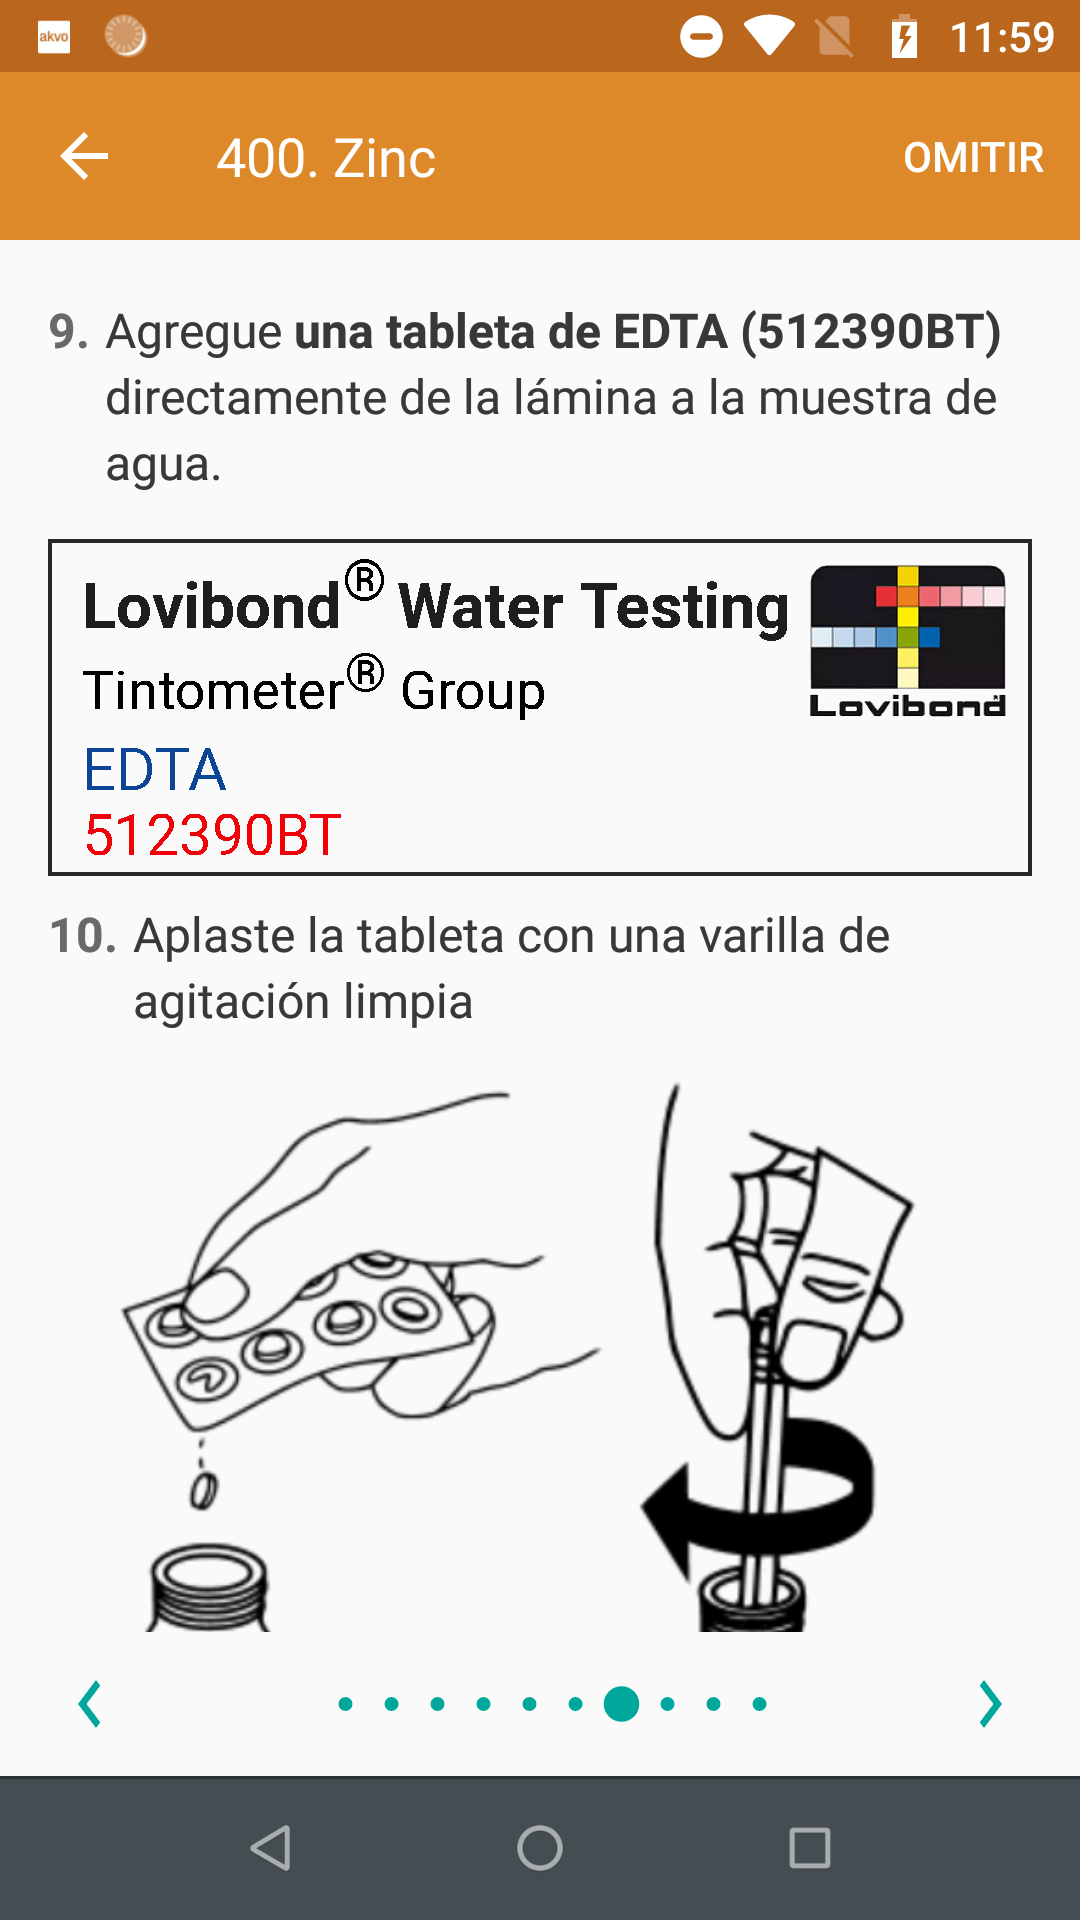 akvo
11:59
400. Zinc
OMITIR
9. Agregue una tableta de EDTA (512390BT)
directamente de la lámina a la muestra de
agua.
Lovibond® Water Testing
Tintometer® Group
Lovibond
EDTA
512390BT
10. Aplaste la tableta con una varilla de
agitación limpia